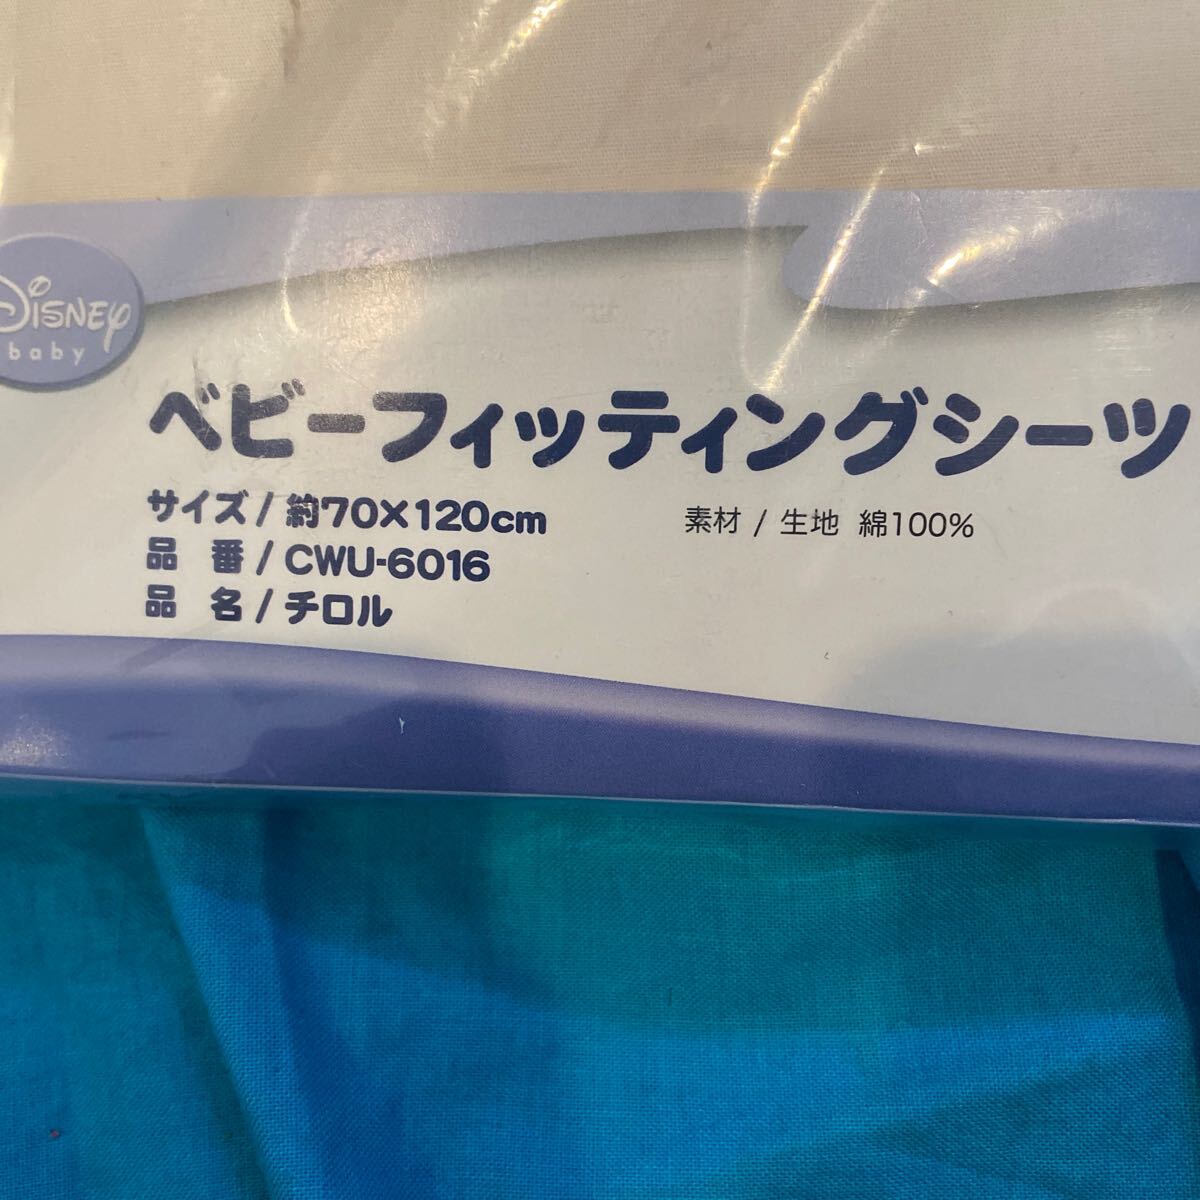 DISNEY
baby
ベビーフィッティングシーツ
サイズ / 約70×120cm
素材 / 生地 綿100%
品 番 / CWU-6016
品 名 / チロル